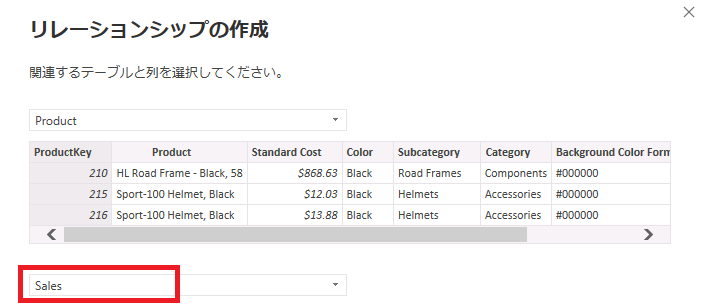 リレーションシップの作成
関連するテーブルと列を選択してください。
Product
ProductKey Product Standard Cost Color Subcategory Category Background Color Form
210 HL Road Frame - Black, 58 $868.63 Black Road Frames Components #000000
215 Sport-100 Helmet, Black $12.03 Black Helmets Accessories #000000
216 Sport-100 Helmet, Black $13.88 Black Helmets Accessories #000000
Sales